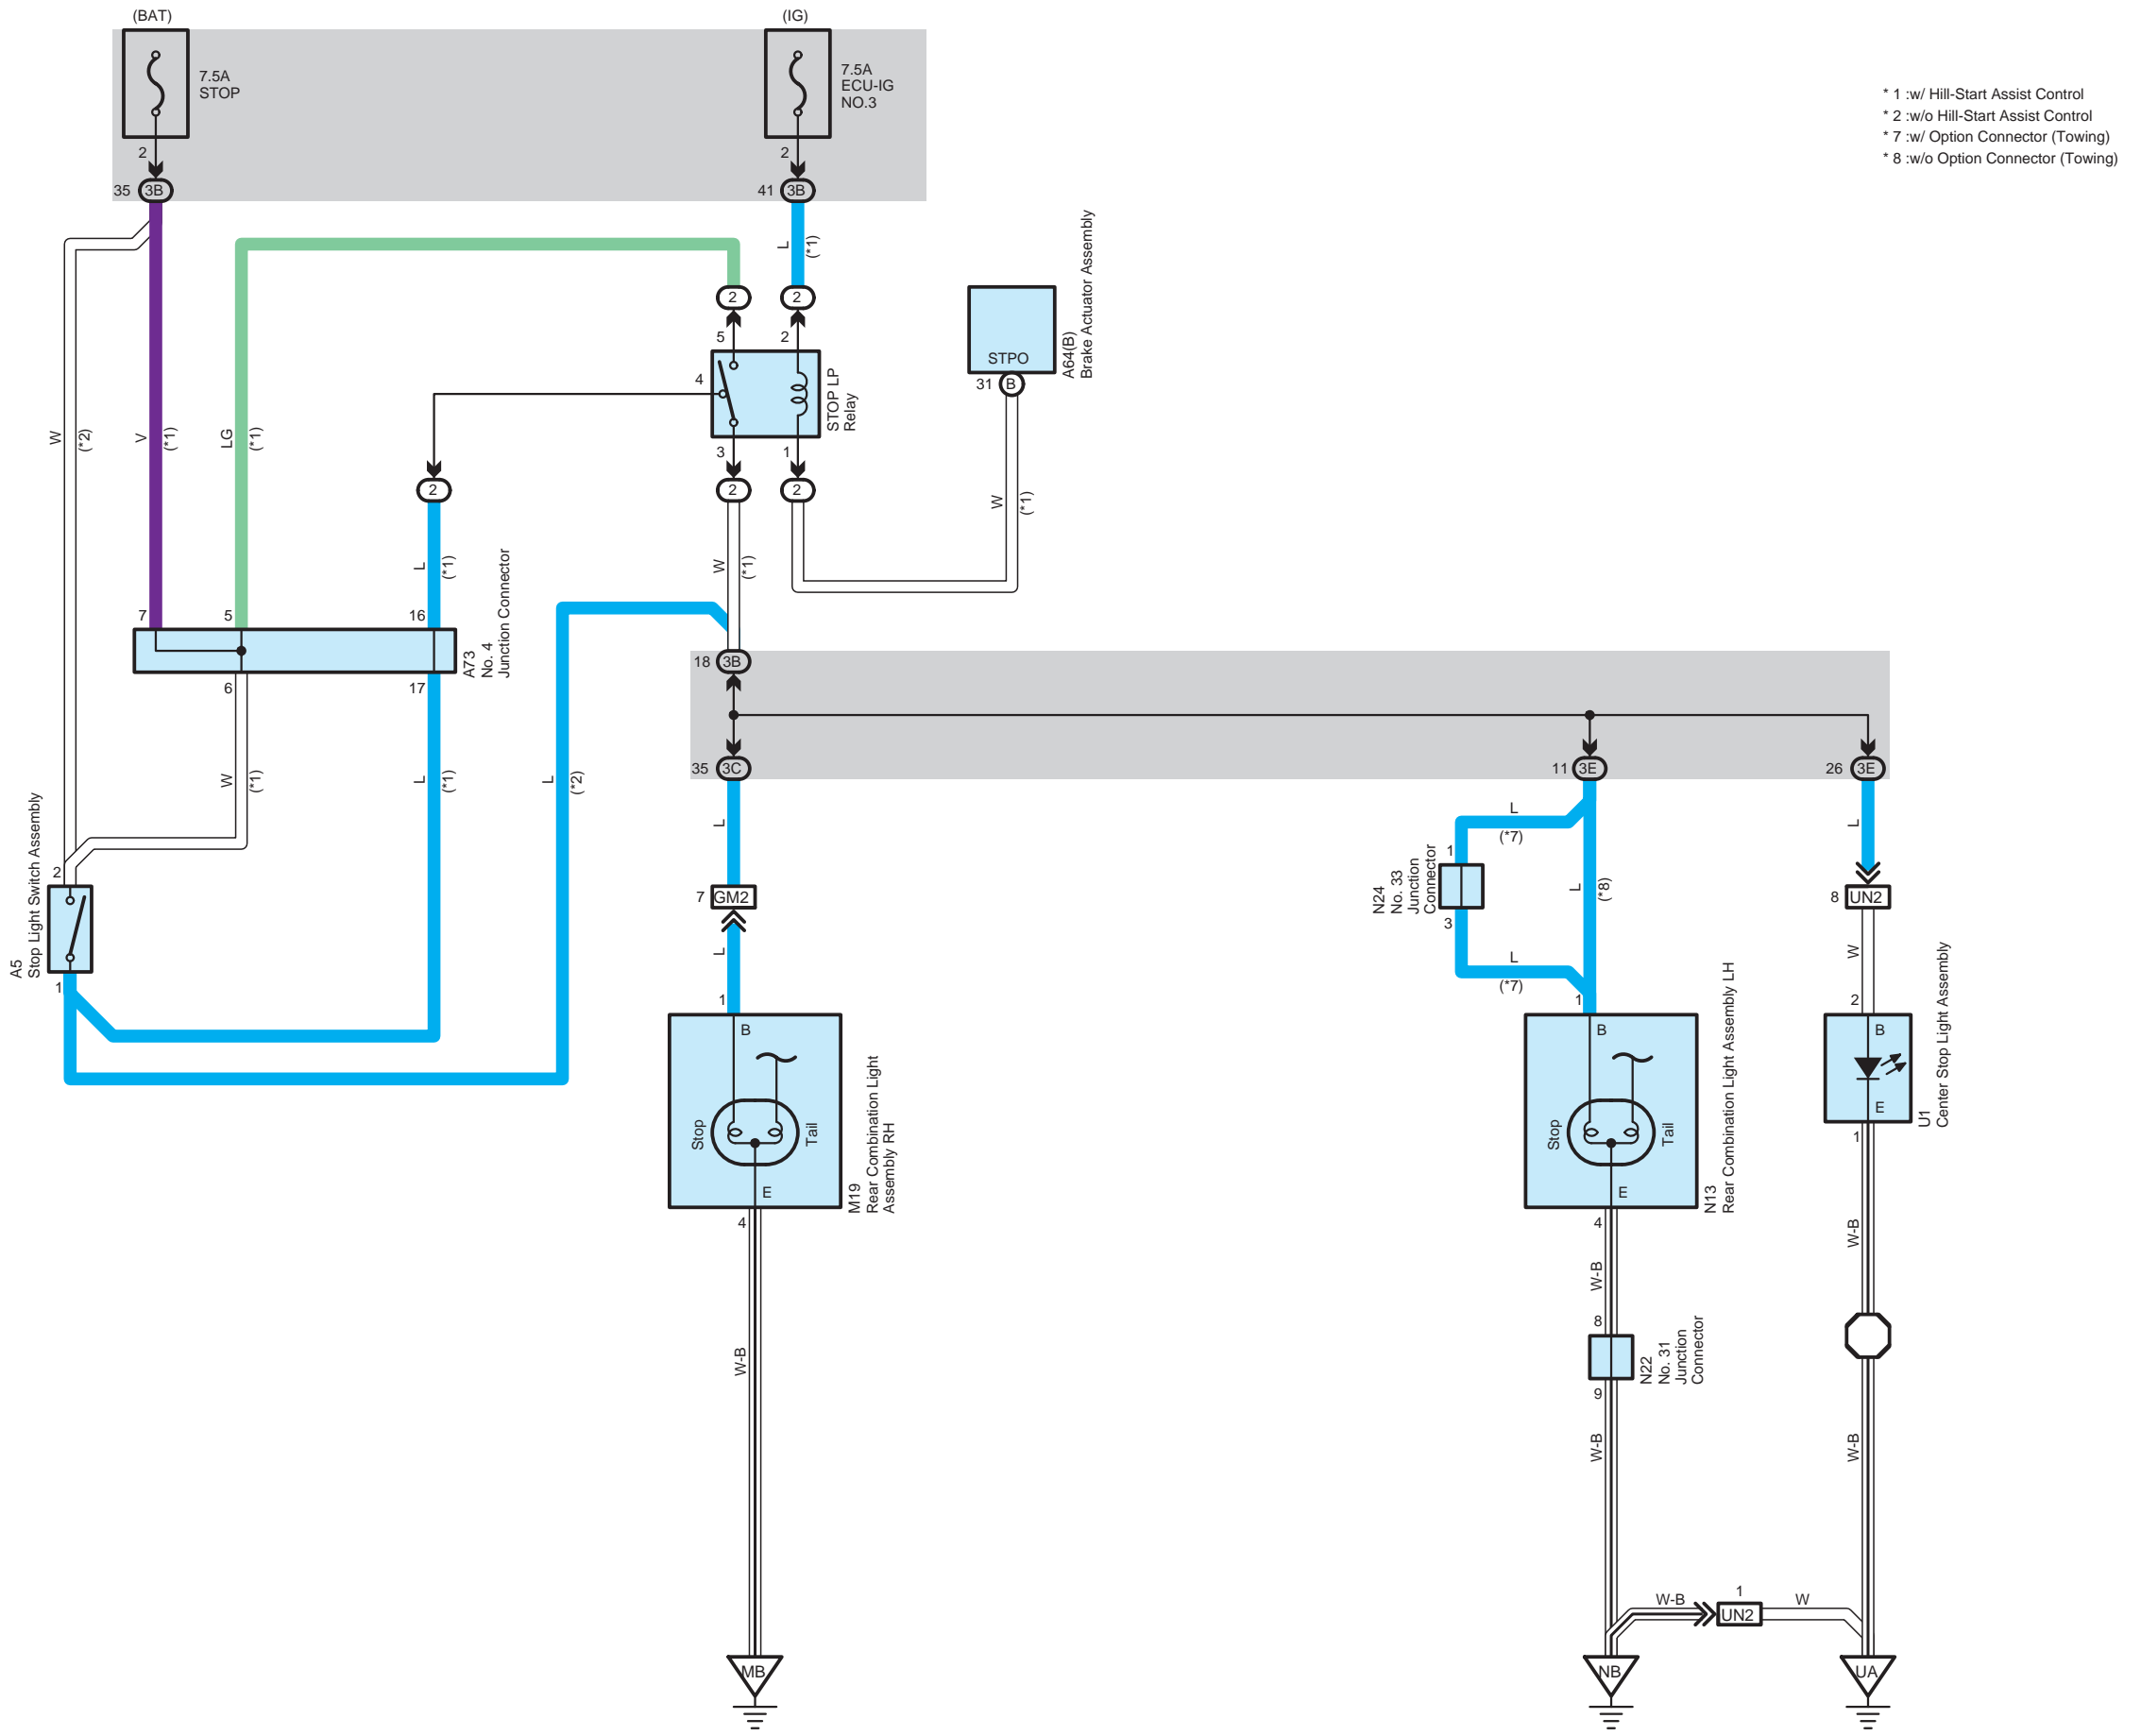 (BAT)
(IG)
7.5A
STOP
7.5A
ECU-IG
NO.3
* 1 :w/ Hill-Start Assist Control
* 2 :w/o Hill-Start Assist Control
* 7 :w/ Option Connector (Towing)
* 8 :w/o Option Connector (Towing)
2
2
35 3B
41 3B
L
(*1)
2
2
5
2
4
STOP LP
Relay
STPO
31 B
A64(B)
Brake Actuator Assembly
W
(*2)
V
(*1)
LG
(*1)
3
1
2
2
2
L
(*1)
W
(*1)
W
(*1)
7
5
16
A73
No. 4
Junction Connector
6
17
18 3B
35 3C
11 3E
26 3E
W
(*1)
L
(*1)
L
(*2)
L
L
(*7)
L
(*8)
L
A5
Stop Light Switch Assembly
2
1
7 GM2
L
1
N24
No. 33
Junction
Connector
3
L
(*7)
8 UN2
W
1
B
Stop
Tail
E
4
M19
Rear Combination Light
Assembly RH
1
B
Stop
Tail
E
4
N13
Rear Combination Light Assembly LH
2
B
E
1
U1
Center Stop Light Assembly
W-B
W-B
W-B
8
N22
No. 31
Junction
Connector
9
W-B
W-B
W-B
1
UN2
W
MB
NB
UA